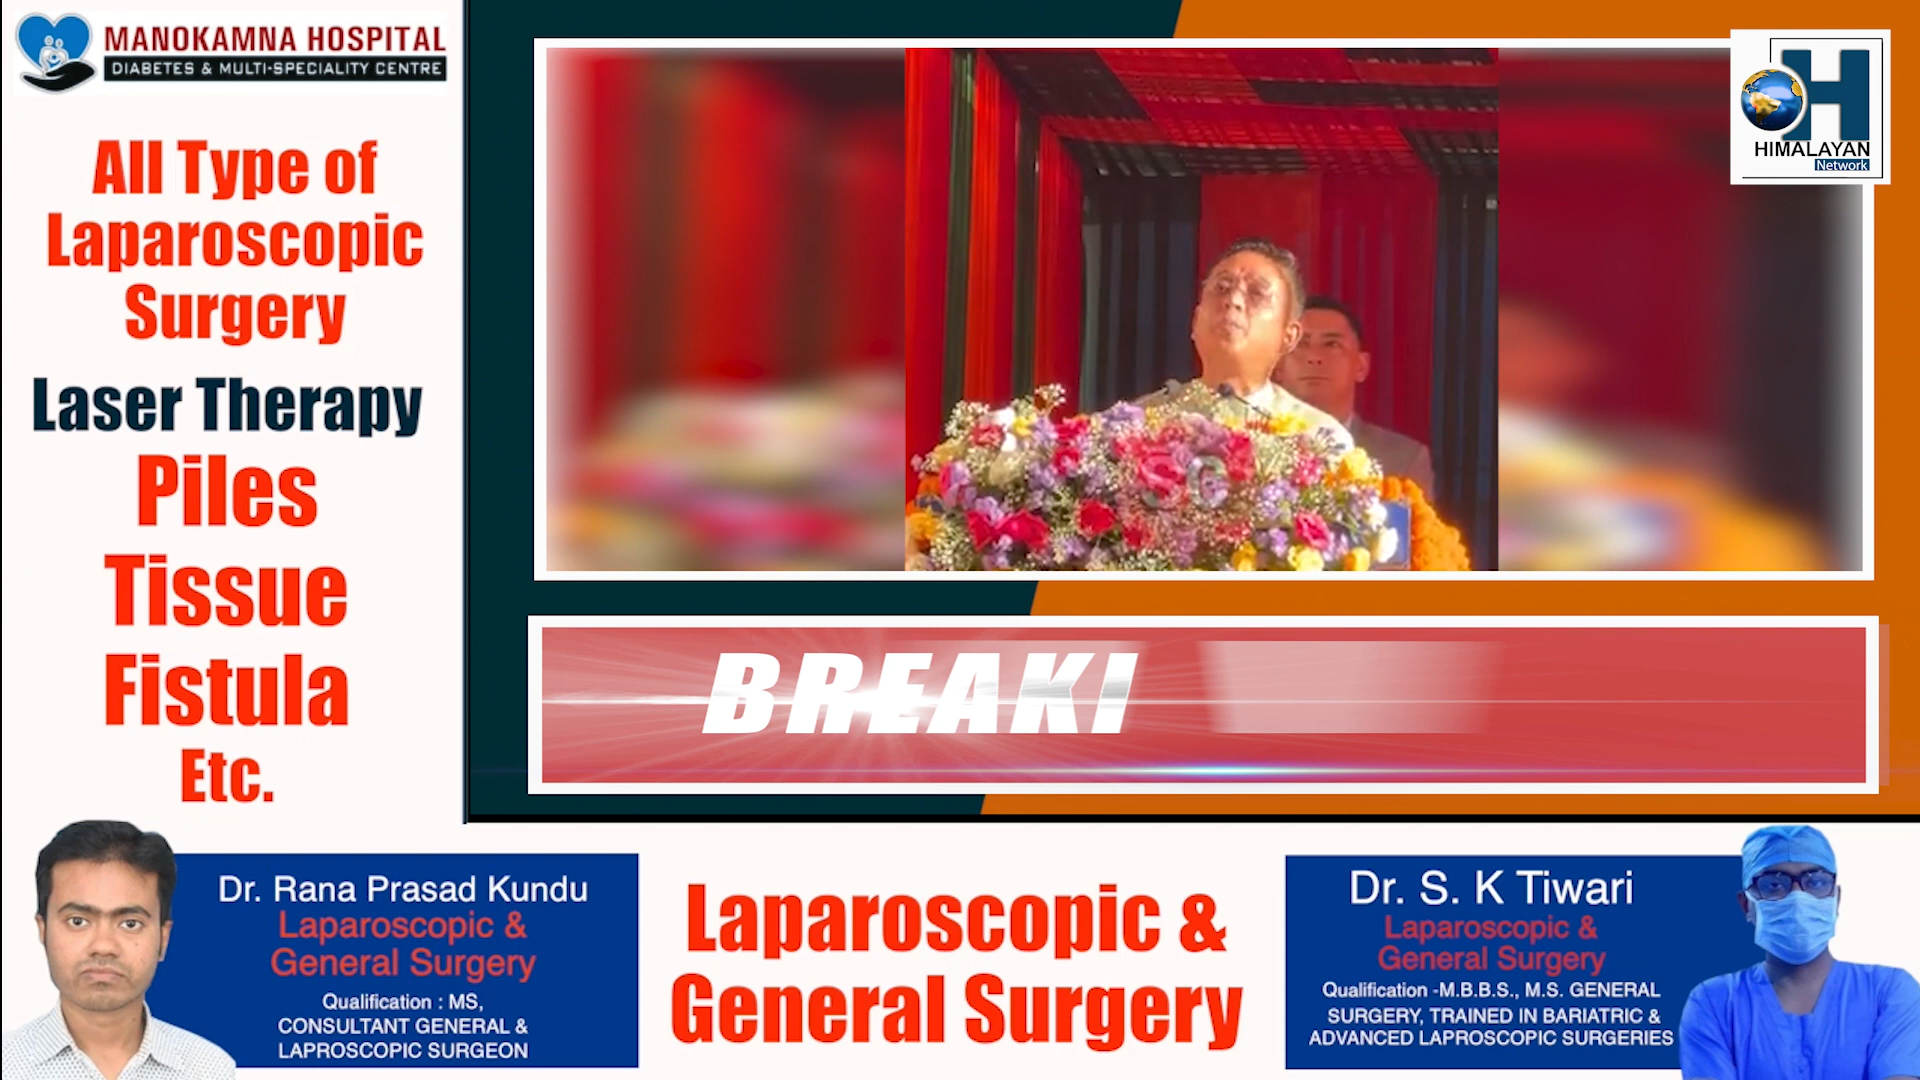 MANOKAMNA HOSPITAL
DIABETES & MULTI-SPECIALITY CENTRE
All Type of
Laparoscopic
Surgery
Laser Therapy
Piles
Tissue
Fistula
Etc.
H
HIMALAYAN
Network
SG
BREAKI
Dr. Rana Prasad Kundu
Laparoscopic &
General Surgery
Qualification : MS,
CONSULTANT GENERAL &
LAPROSCOPIC SURGEON
Laparoscopic &
General Surgery
Dr. S. K Tiwari
Laparoscopic &
General Surgery
Qualification -M.B.B.S., M.S. GENERAL
SURGERY, TRAINED IN BARIATRIC &
ADVANCED LAPROSCOPIC SURGERIES